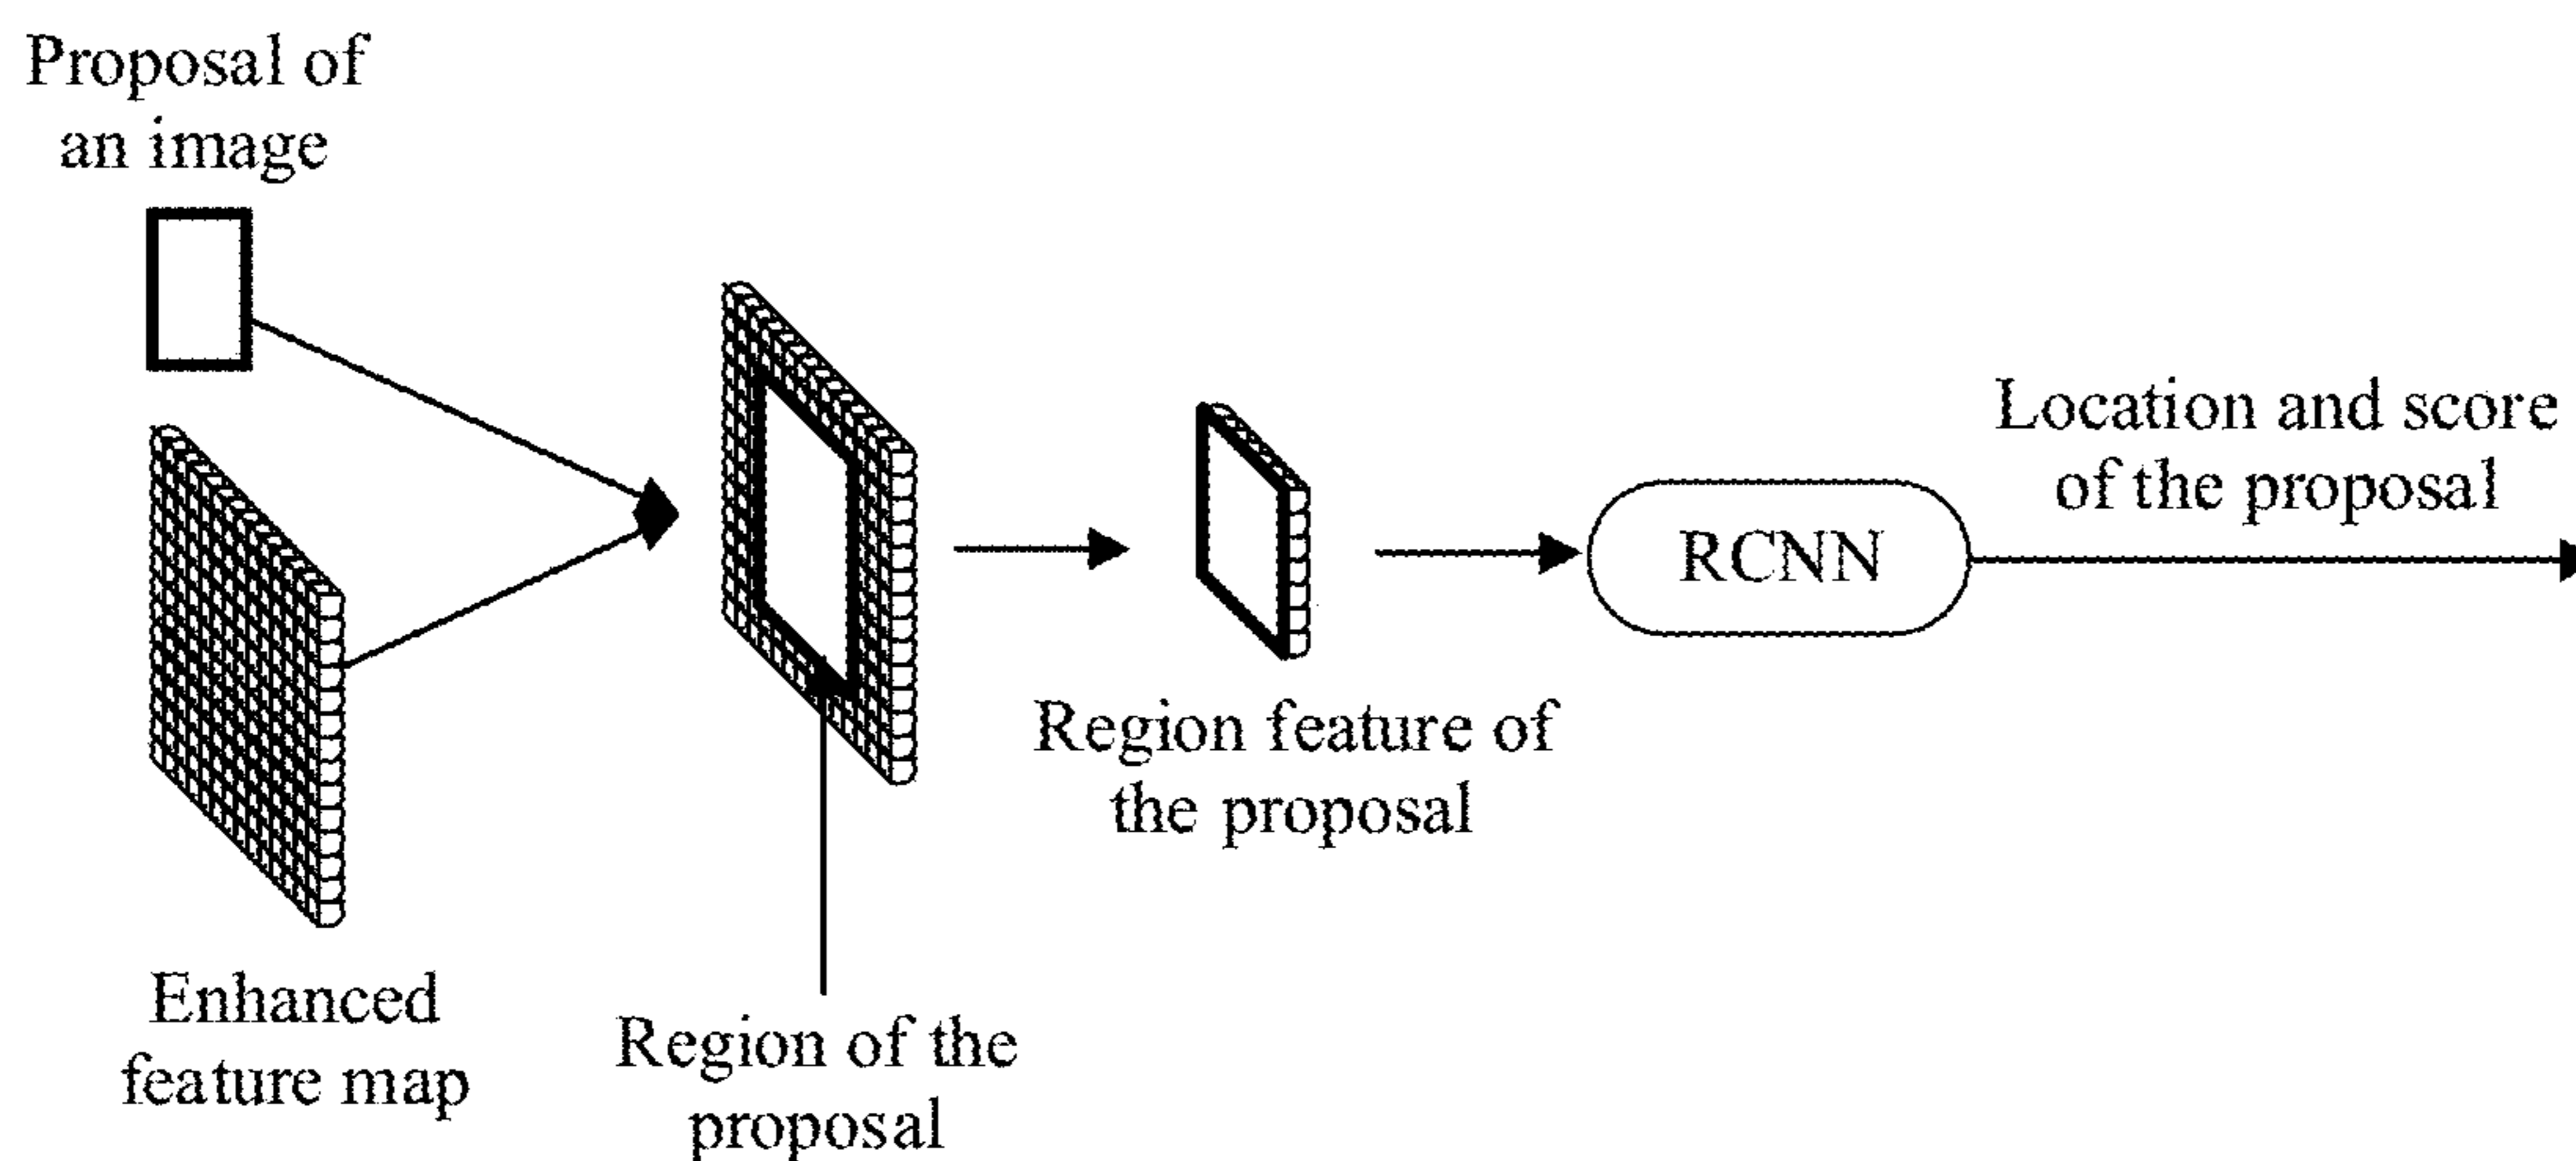 Proposal of
an image
Enhanced
feature map
Region of the
proposal
Region feature of
the proposal
RCNN
Location and score
of the proposal